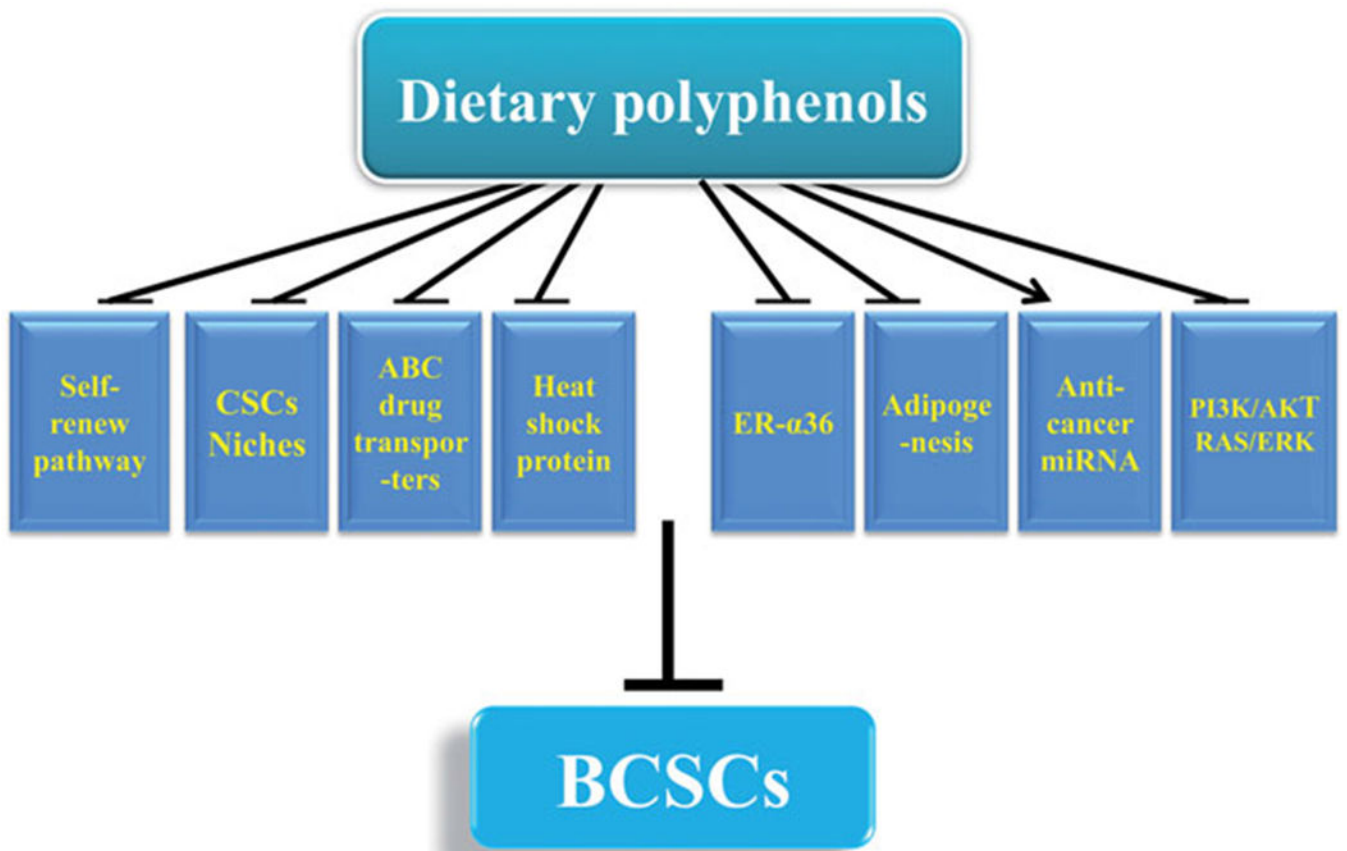 Dietary polyphenols
Self-
renew
pathway
CSCs
Niches
ABC
drug
transpor
-ters
Heat
shock
protein
ER-α36
Adipoge
-nesis
Anti-
cancer
miRNA
PI3K/AKT
RAS/ERK
BCSCs